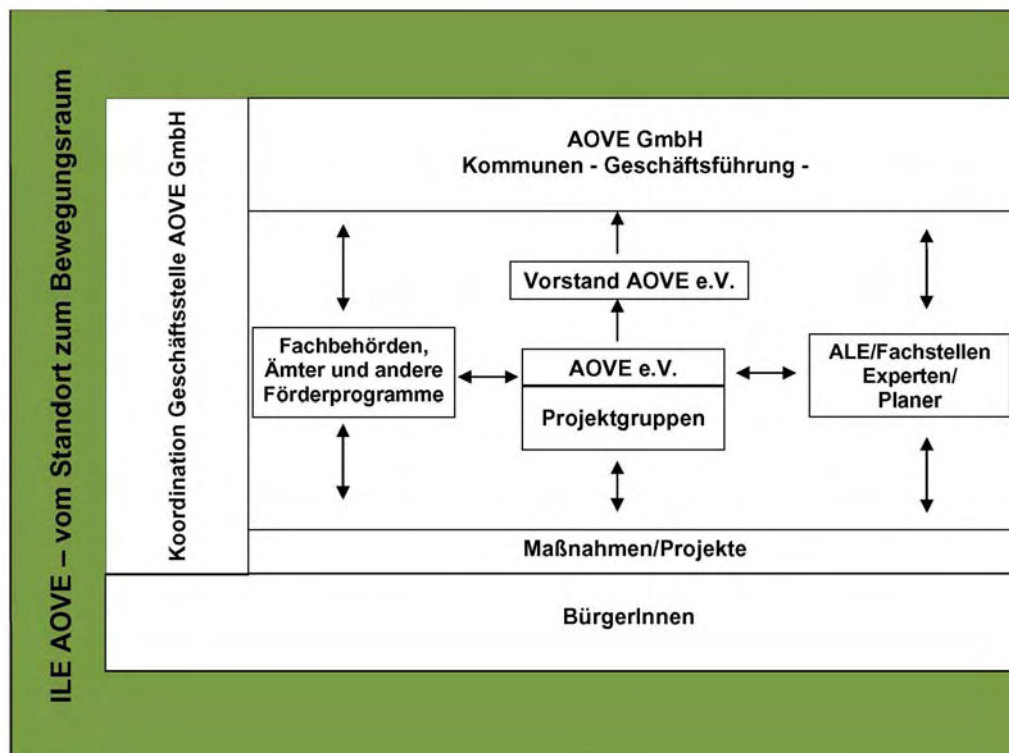 ILE AOVE – vom Standort zum Bewegungsraum
Koordination Geschäftsstelle AOVE GmbH
AOVE GmbH
Kommunen - Geschäftsführung -
Vorstand AOVE e.V.
Fachbehörden,
Ämter und andere
Förderprogramme
AOVE e.V.
Projektgruppen
ALE/Fachstellen
Experten/
Planer
Maßnahmen/Projekte
BürgerInnen